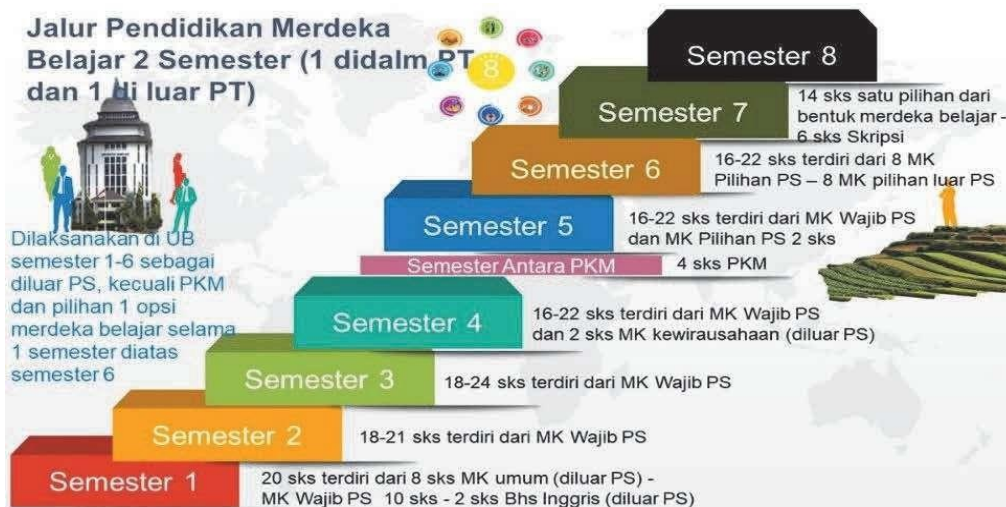 Jalur Pendidikan Merdeka
Belajar 2 Semester (1 didalm PT
dan 1 di luar PT)
8
Dilaksanakan di UB
semester 1-6 sebagai
diluar PS, kecuali PKM
dan pilihan 1 opsi
merdeka belajar selama
1 semester diatas
semester 6
Semester 8
Semester 7
14 sks satu pilihan dari
bentuk merdeka belajar -
6 sks Skripsi
Semester 6
16-22 sks terdiri dari 8 MK
Pilihan PS – 8 MK pilihan luar PS
Semester 5
16-22 sks terdiri dari MK Wajib PS
dan MK Pilihan PS 2 sks
Semester Antara PKM
4 sks PKM
Semester 4
16-22 sks terdiri dari MK Wajib PS
dan 2 sks MK kewirausahaan (diluar PS)
Semester 3
18-24 sks terdiri dari MK Wajib PS
Semester 2
18-21 sks terdiri dari MK Wajib PS
Semester 1
20 sks terdiri dari 8 sks MK umum (diluar PS) -
MK Wajib PS 10 sks - 2 sks Bhs Inggris (diluar PS)